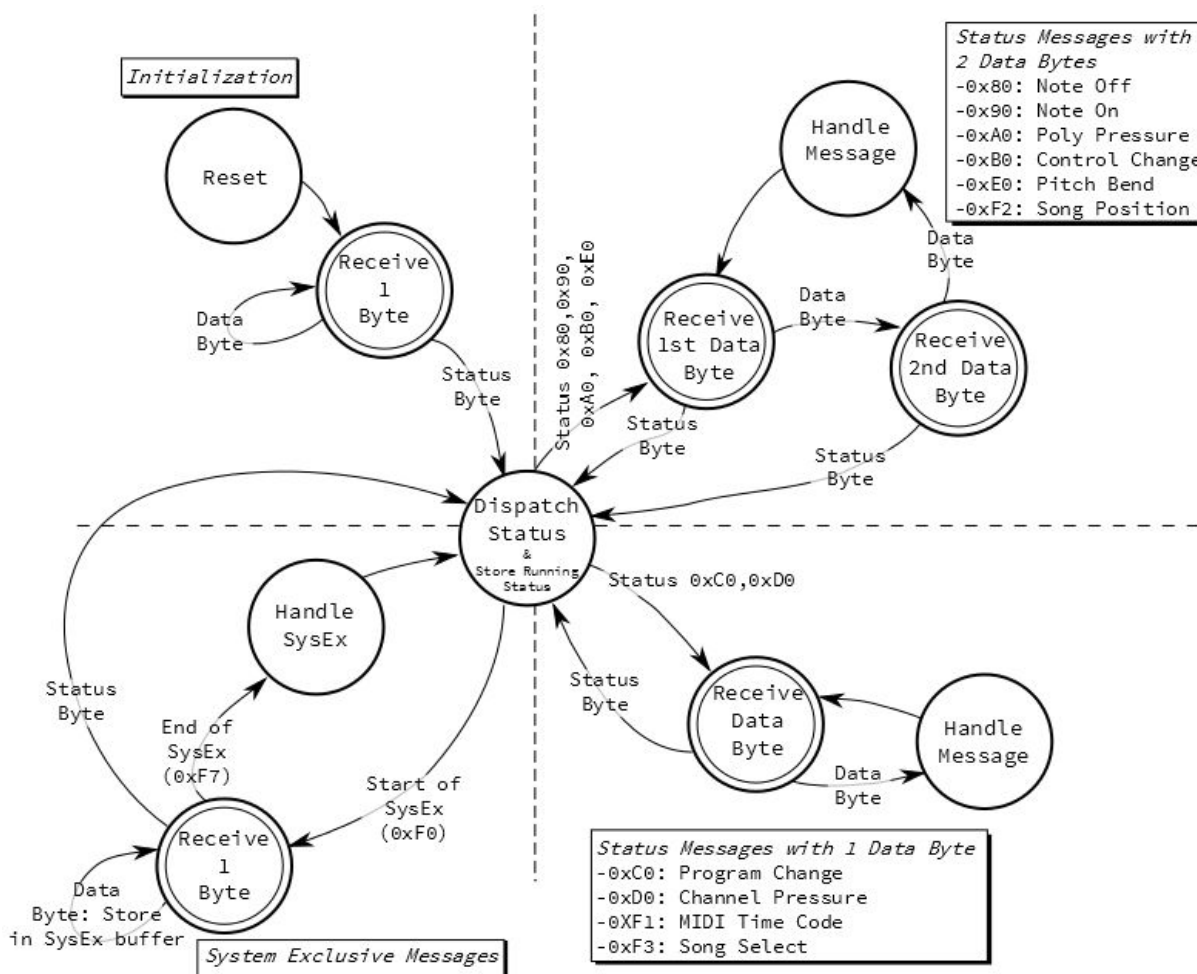 Initialization
Reset
Receive
1
Byte
Data
Byte
Status
Byte
Status Messages with
2 Data Bytes
-0x80: Note Off
-0x90: Note On
-0xA0: Poly Pressure
-0xB0: Control Change
-0xE0: Pitch Bend
-0xF2: Song Position
Handle
Message
Data
Byte
Receive
1st Data
Byte
Data
Byte
Receive
2nd Data
Byte
Status 0x80,0x90,
0xA0, 0xB0, 0xE0
Status
Byte
Status
Byte
Dispatch
Status
&
Store Running
Status
Handle
SysEx
Status
Byte
End of
SysEx
(0xF7)
Start of
SysEx
(0xF0)
Receive
1
Byte
Data
Byte: Store
in SysEx buffer
System Exclusive Messages
Status 0xC0,0xD0
Status
Byte
Receive
Data
Byte
Handle
Message
Data
Byte
Status Messages with 1 Data Byte
-0xC0: Program Change
-0xD0: Channel Pressure
-0XF1: MIDI Time Code
-0xF3: Song Select